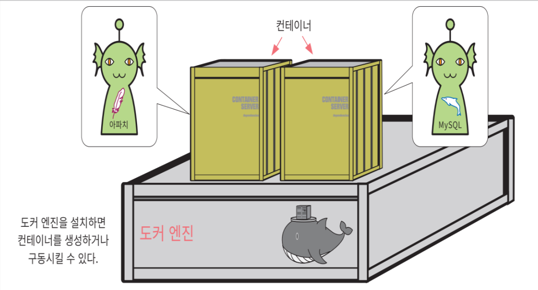 컨테이너
아파치
CONTAINER
SERVER
CONTAINER
SERVER
MySQL
도커 엔진을 설치하면
컨테이너를 생성하거나
구동시킬 수 있다.
도커 엔진